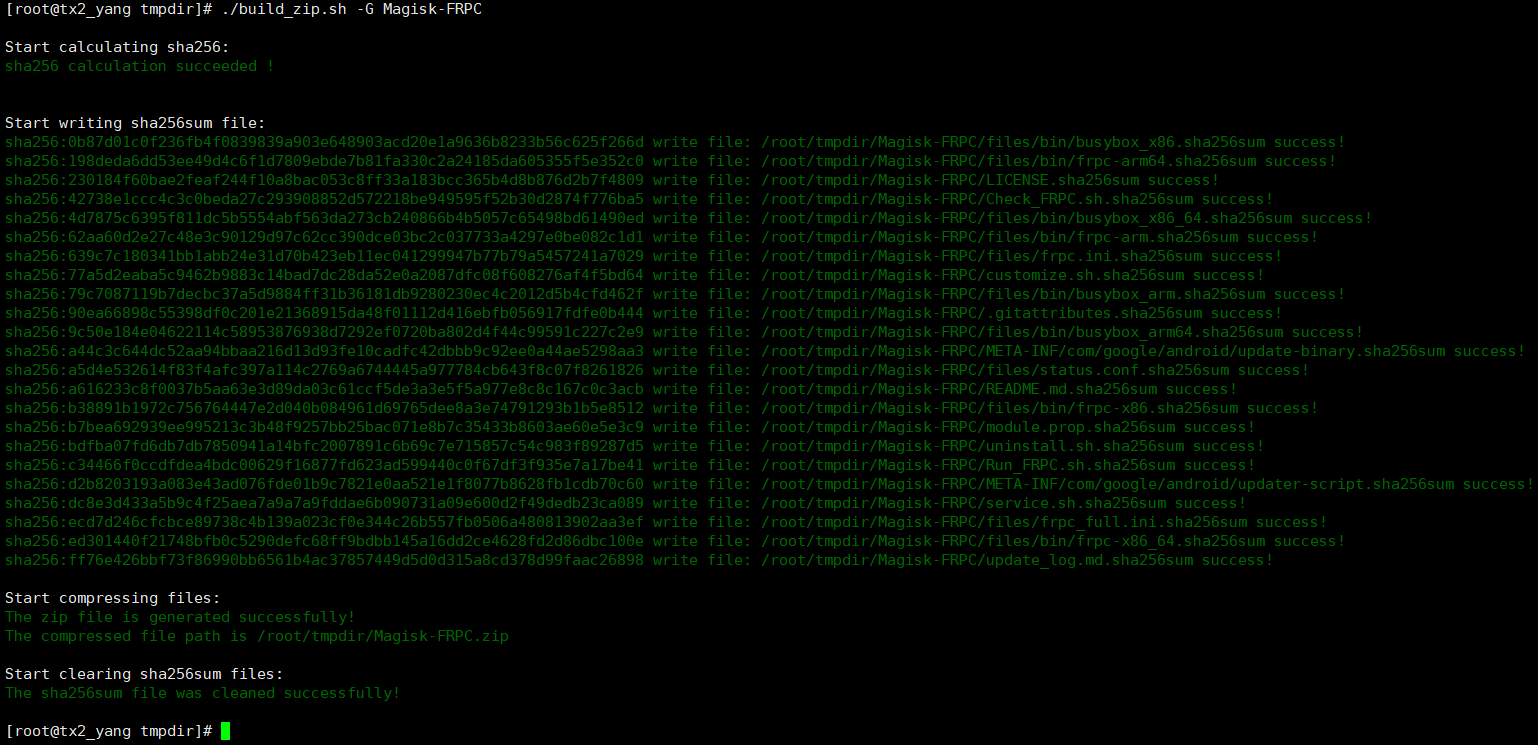 [root@tx2_yang tmpdir]# ./build_zip.sh -G Magisk-FRPC
Start calculating sha256:
sha256 calculation succeeded !
Start writing sha256sum file:
sha256:0b87d01c0f236fb4f0839839a903e648903acd20e1a9636b8233b56c625f266d write file: /root/tmpdir/Magisk-FRPC/files/bin/busybox_x86.sha256sum success!
sha256:198deda6dd53ee49d4c6f1d7809ebde7b81fa330c2a24185da605355f5e352c0 write file: /root/tmpdir/Magisk-FRPC/files/bin/frpc-arm64.sha256sum success!
sha256:230184f60bae2feaf244f10a8bac053c8ff33a183bcc365b4d8b876d2b7f4809 write file: /root/tmpdir/Magisk-FRPC/LICENSE.sha256sum success!
sha256:42738e1ccc4c3c0beda27c293908852d572218be949595f52b30d2874f776ba5 write file: /root/tmpdir/Magisk-FRPC/Check_FRPC.sh.sha256sum success!
sha256:4d7875c6395f811dc5b5554abf563da273cb240866b4b5057c65498bd61490ed write file: /root/tmpdir/Magisk-FRPC/files/bin/busybox_x86_64.sha256sum success!
sha256:62aa60d2e27c48e3c90129d97c62cc390dce03bc2c037733a4297e0be082c1d1 write file: /root/tmpdir/Magisk-FRPC/files/bin/frpc-arm.sha256sum success!
sha256:639c7c180341bb1abb24e31d70b423eb11ec041299947b77b79a5457241a7029 write file: /root/tmpdir/Magisk-FRPC/files/frpc.ini.sha256sum success!
sha256:77a5d2eaba5c9462b9883c14bad7dc28da52e0a2087dfc08f608276af4f5bd64 write file: /root/tmpdir/Magisk-FRPC/customize.sh.sha256sum success!
sha256:79c7087119b7decbc37a5d9884ff31b36181db9280230ec4c2012d5b4cfd462f write file: /root/tmpdir/Magisk-FRPC/files/bin/busybox_arm.sha256sum success!
sha256:90ea66898c55398df0c201e21368915da48f01112d416ebfb056917fdfe0b444 write file: /root/tmpdir/Magisk-FRPC/.gitattributes.sha256sum success!
sha256:9c50e184e04622114c58953876938d7292ef0720ba802d4f44c99591c227c2e9 write file: /root/tmpdir/Magisk-FRPC/files/bin/busybox_arm64.sha256sum success!
sha256:a44c3c644dc52aa94bbaa216d13d93fe10cadfc42dbbb9c92ee0a44ae5298aa3 write file: /root/tmpdir/Magisk-FRPC/META-INF/com/google/android/update-binary.sha256sum success!
sha256:a5d4e532614f83f4afc397a114c2769a6744445a977784cb643f8c07f8261826 write file: /root/tmpdir/Magisk-FRPC/files/status.conf.sha256sum success!
sha256:a616233c8f0037b5aa63e3d89da03c61ccf5de3a3e5f5a977e8c8c167c0c3acb write file: /root/tmpdir/Magisk-FRPC/README.md.sha256sum success!
sha256:b38891b1972c756764447e2d040b084961d69765dee8a3e74791293b1b5e8512 write file: /root/tmpdir/Magisk-FRPC/files/bin/frpc-x86.sha256sum success!
sha256:b7bea692939ee995213c3b48f9257bb25bac071e8b7c35433b8603ae60e5e3c9 write file: /root/tmpdir/Magisk-FRPC/module.prop.sha256sum success!
sha256:bdfba07fd6db7db7850941a14bfc2007891c6b69c7e715857c54c983f89287d5 write file: /root/tmpdir/Magisk-FRPC/uninstall.sh.sha256sum success!
sha256:c34466f0ccdfdea4bdc00629f16877fd623ad599440c0f67df3f935e7a17be41 write file: /root/tmpdir/Magisk-FRPC/Run_FRPC.sh.sha256sum success!
sha256:d2b8203193a083e43ad076fde01b9c7821e0aa521e1f8077b8628fb1cdb70c60 write file: /root/tmpdir/Magisk-FRPC/META-INF/com/google/android/updater-script.sha256sum success!
sha256:dc8e3d433a5b9c4f25aea7a9a7a9fddae6b090731a09e600d2f49dedb23ca089 write file: /root/tmpdir/Magisk-FRPC/service.sh.sha256sum success!
sha256:ecd7d246cfcbce89738c4b139a023cf0e344c26b557fb0506a480813902aa3ef write file: /root/tmpdir/Magisk-FRPC/files/frpc_full.ini.sha256sum success!
sha256:ed301440f21748bfb0c5290defc68ff9bdbb145a16dd2ce4628fd2d86dbc100e write file: /root/tmpdir/Magisk-FRPC/files/bin/frpc-x86_64.sha256sum success!
sha256:ff76e426bbf73f86990bb6561b4ac37857449d5d0d315a8cd378d99faac26898 write file: /root/tmpdir/Magisk-FRPC/update_log.md.sha256sum success!
Start compressing files:
The zip file is generated successfully!
The compressed file path is /root/tmpdir/Magisk-FRPC.zip
Start clearing sha256sum files:
The sha256sum file was cleaned successfully!
[root@tx2_yang tmpdir]#